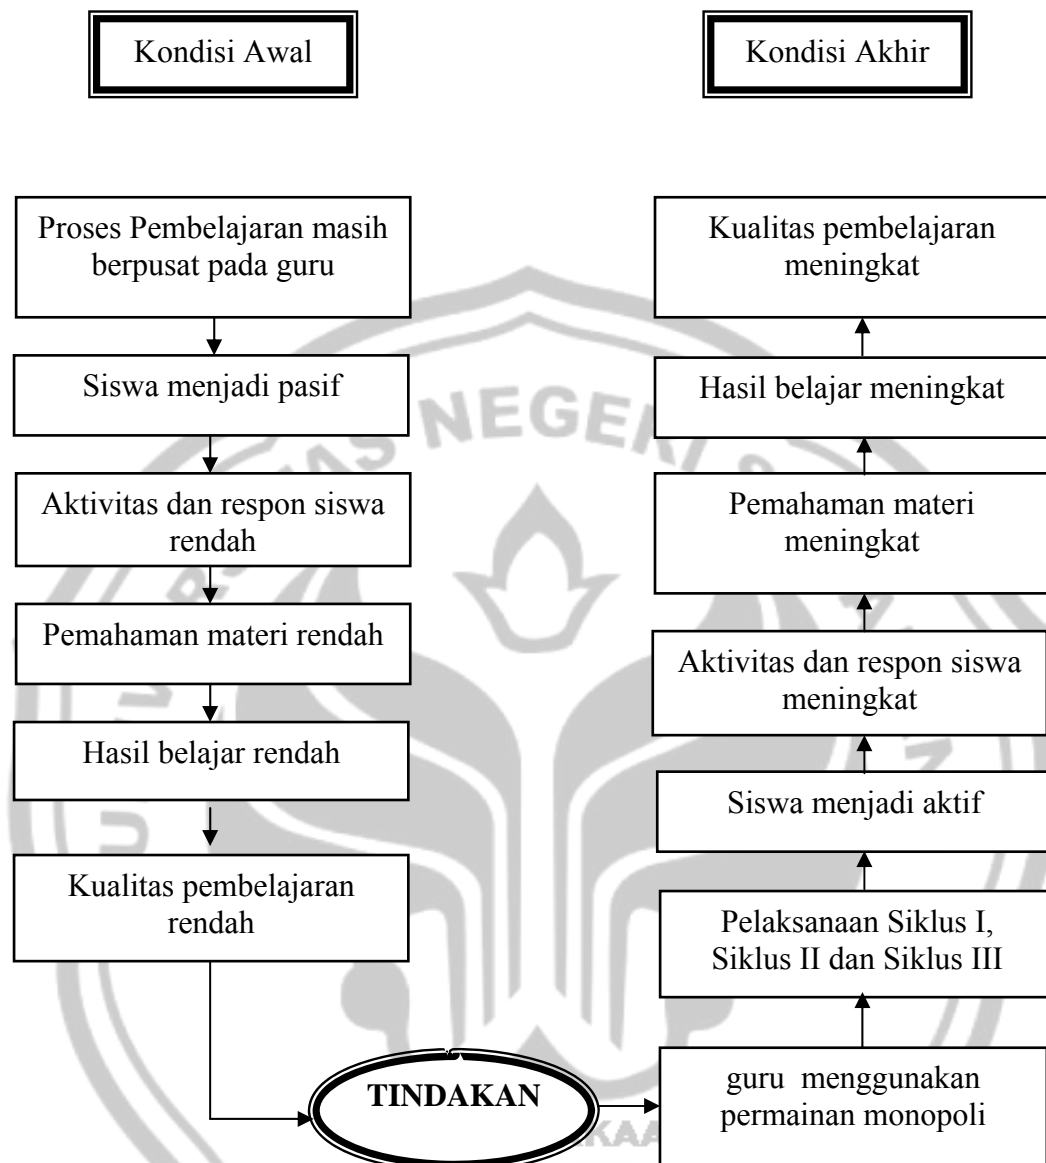 Kondisi Awal
Kondisi Akhir
Proses Pembelajaran masih
berpusat pada guru
Siswa menjadi pasif
Aktivitas dan respon siswa
rendah
Pemahaman materi rendah
Hasil belajar rendah
Kualitas pembelajaran
rendah
TINDAKAN
guru menggunakan
permainan monopoli
Pelaksanaan Siklus I,
Siklus II dan Siklus III
Siswa menjadi aktif
Aktivitas dan respon siswa
meningkat
Pemahaman materi
meningkat
Hasil belajar meningkat
Kualitas pembelajaran
meningkat
NEGERI